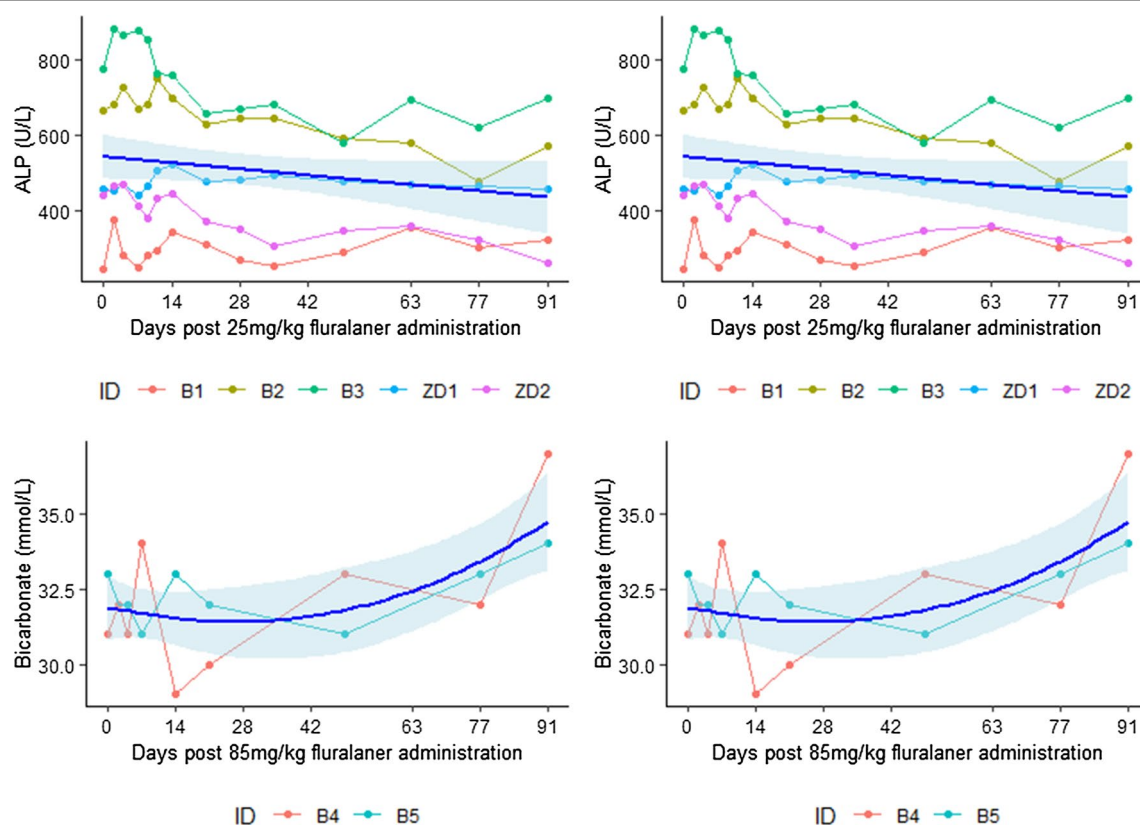 ALP (U/L)
800
600
400
0 14 28 42 63 77 91
Days post 25mg/kg fluralaner administration
ID B1 B2 B3 ZD1 ZD2
ALP (U/L)
800
600
400
0 14 28 42 63 77 91
Days post 25mg/kg fluralaner administration
ID B1 B2 B3 ZD1 ZD2
Bicarbonate (mmol/L)
35.0
32.5
30.0
0 14 28 42 63 77 91
Days post 85mg/kg fluralaner administration
ID B4 B5
Bicarbonate (mmol/L)
35.0
32.5
30.0
0 14 28 42 63 77 91
Days post 85mg/kg fluralaner administration
ID B4 B5